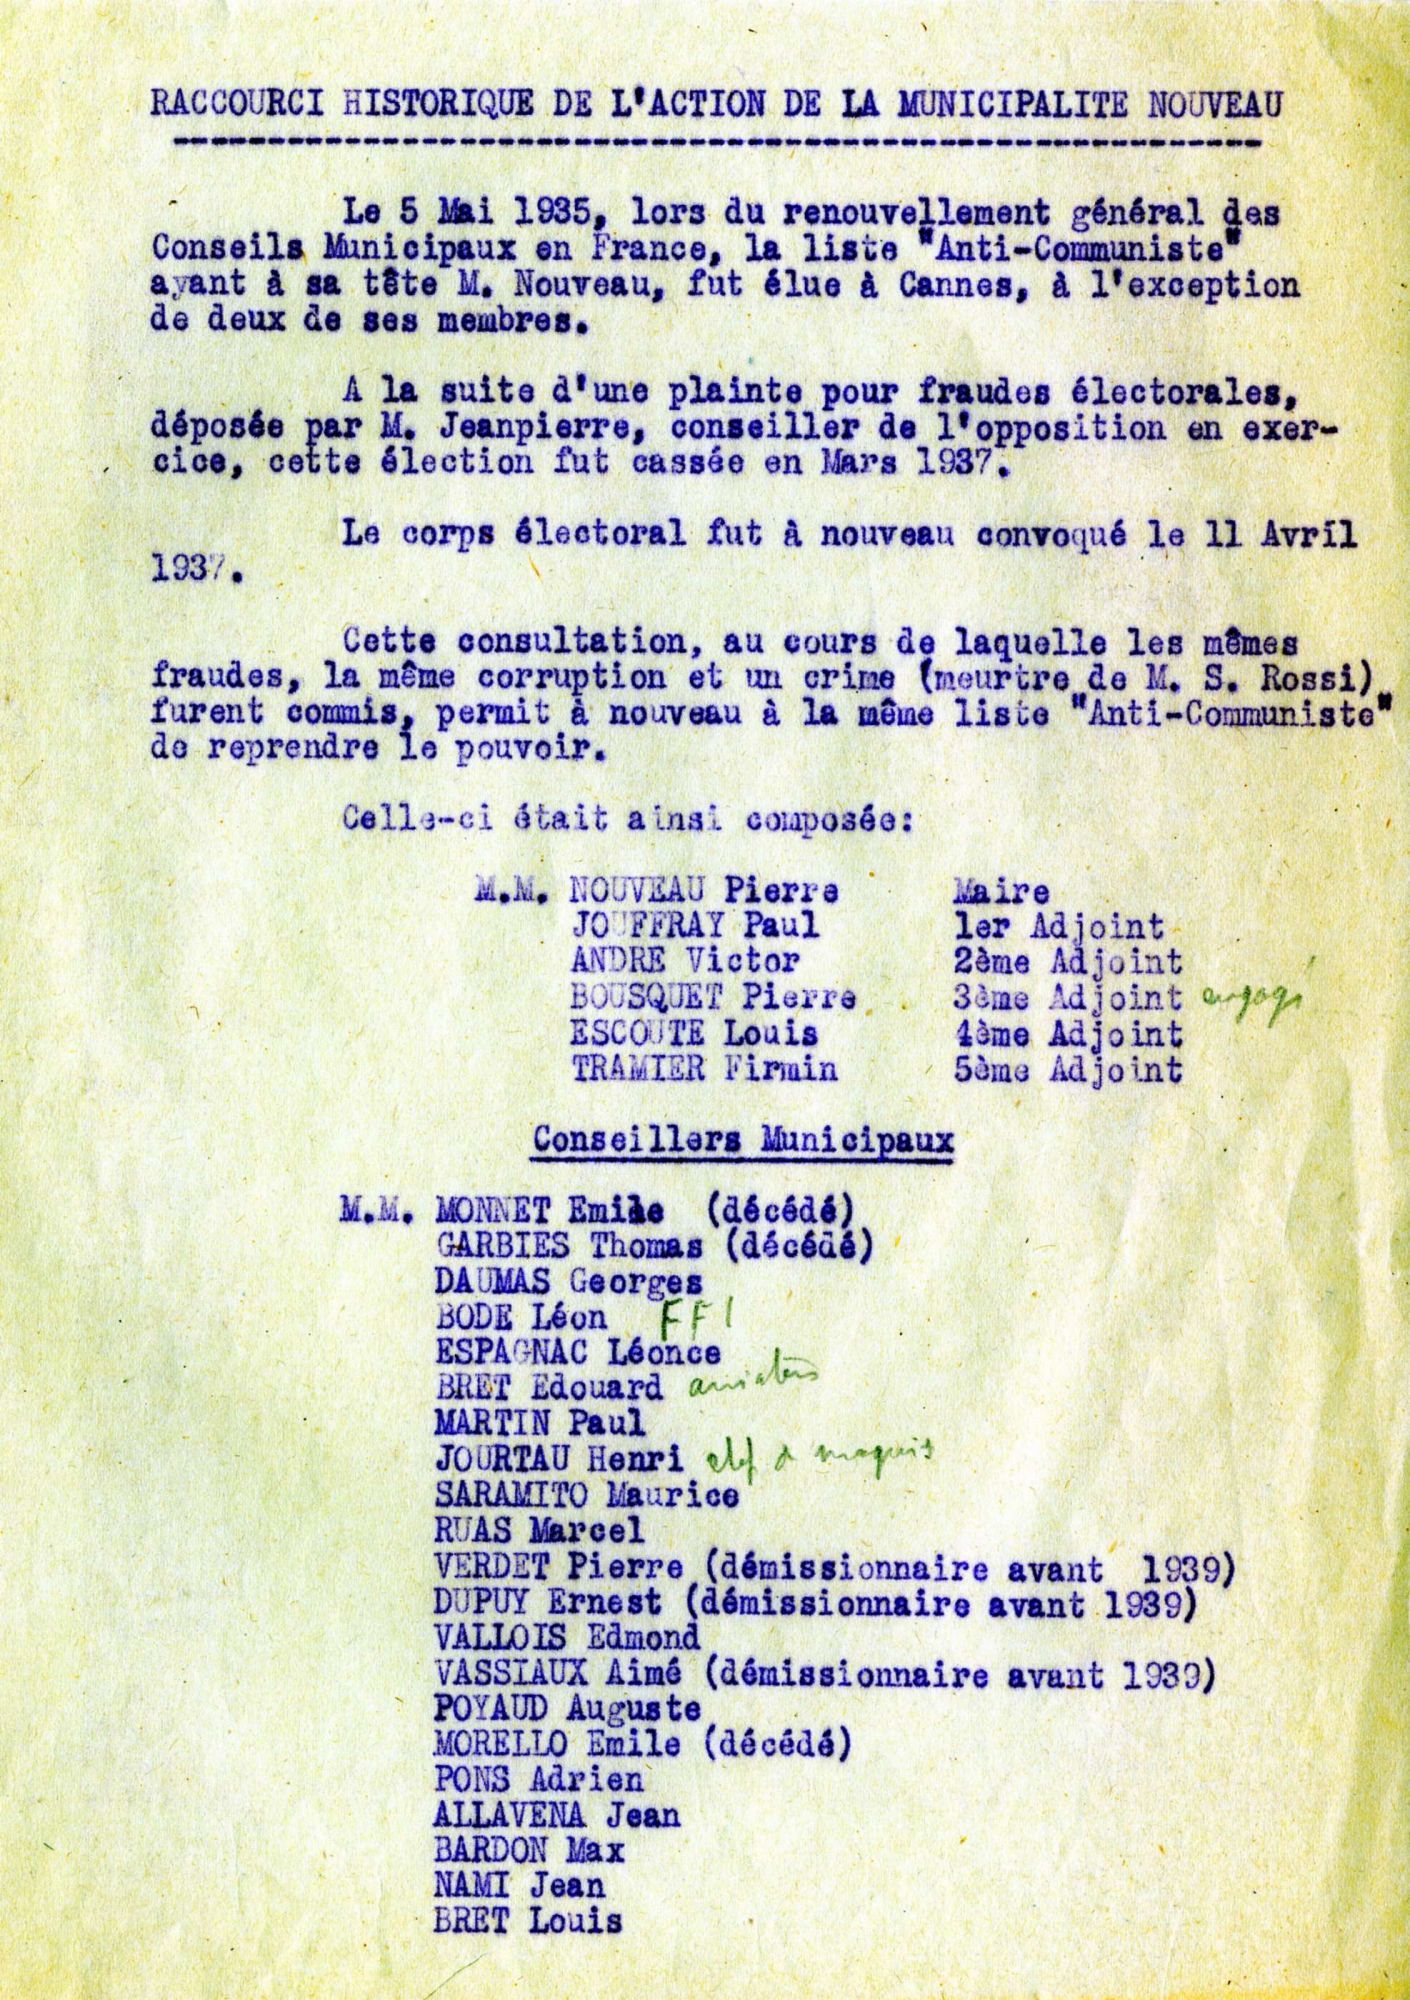 RACCOURCI HISTORIQUE DE L'ACTION DE LA MUNICIPALITE NOUVEAU
Le 5 Mai 1935, lors du renouvellement général des
Conseils Municipaux en France, la liste "Anti-Communiste"
ayant à sa tête M. Nouveau, fut élue à Cannes, à l'exception
de deux de ses membres.
A la suite d'une plainte pour fraudes électorales,
déposée par M. Jeanpierre, conseiller de l'opposition en exer-
cice, cette élection fut cassée en Mars 1937.
Le corps électoral fut à nouveau convoqué le 11 Avril
1937.
Cette consultation, au cours de laquelle les mêmes
fraudes, la même corruption et un crime (meurtre de M. S. Rossi)
furent commis, permit à nouveau à la même liste "Anti-Communiste"
de reprendre le pouvoir.
Celle-ci était ainsi composée:
M.M. NOUVEAU Pierre Maire
JOUFFRAY Paul 1er Adjoint
ANDRE Victor 2ème Adjoint
BOUSQUET Pierre 3ème Adjoint engagé
ESCOUTE Louis 4ème Adjoint
TRAMIER Firmin 5ème Adjoint
Conseillers Municipaux
M.M. MONNET Emile (décédé)
GARBIES Thomas (décédé)
DAUMAS Georges
BODE Léon FFI
ESPAGNAC Léonce
BRET Edouard
MARTIN Paul
JOURTAU Henri chef de maquis
SARAMITO Maurice
RUAS Marcel
VERDET Pierre (démissionnaire avant 1939)
DUPUY Ernest (démissionnaire avant 1939)
VALLOIS Edmond
VASSIAUX Aimé (démissionnaire avant 1939)
POYAUD Auguste
MORELLO Emile (décédé)
PONS Adrien
ALLAVENA Jean
BARDON Max
NAMI Jean
BRET Louis